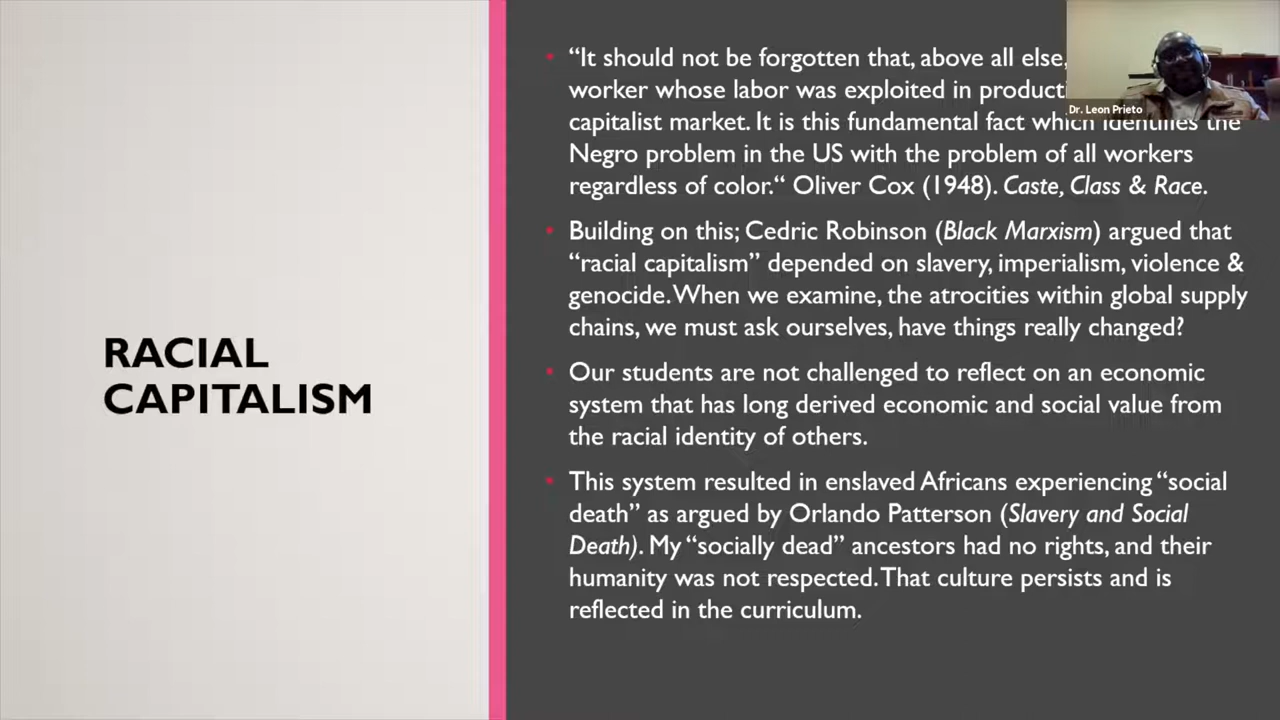 RACIAL
CAPITALISM
• “It should not be forgotten that, above all else,
worker whose labor was exploited in
capitalist market. It is this fundamental fact which identifies the
Negro problem in the US with the problem of all workers
regardless of color.“ Oliver Cox (1948). Caste, Class & Race.
• Building on this; Cedric Robinson (Black Marxism) argued that
“racial capitalism” depended on slavery, imperialism, violence &
genocide. When we examine, the atrocities within global supply
chains, we must ask ourselves, have things really changed?
• Our students are not challenged to reflect on an economic
system that has long derived economic and social value from
the racial identity of others.
• This system resulted in enslaved Africans experiencing “social
death” as argued by Orlando Patterson (Slavery and Social
Death). My “socially dead” ancestors had no rights, and their
humanity was not respected. That culture persists and is
reflected in the curriculum.
Dr. Leon Prieto